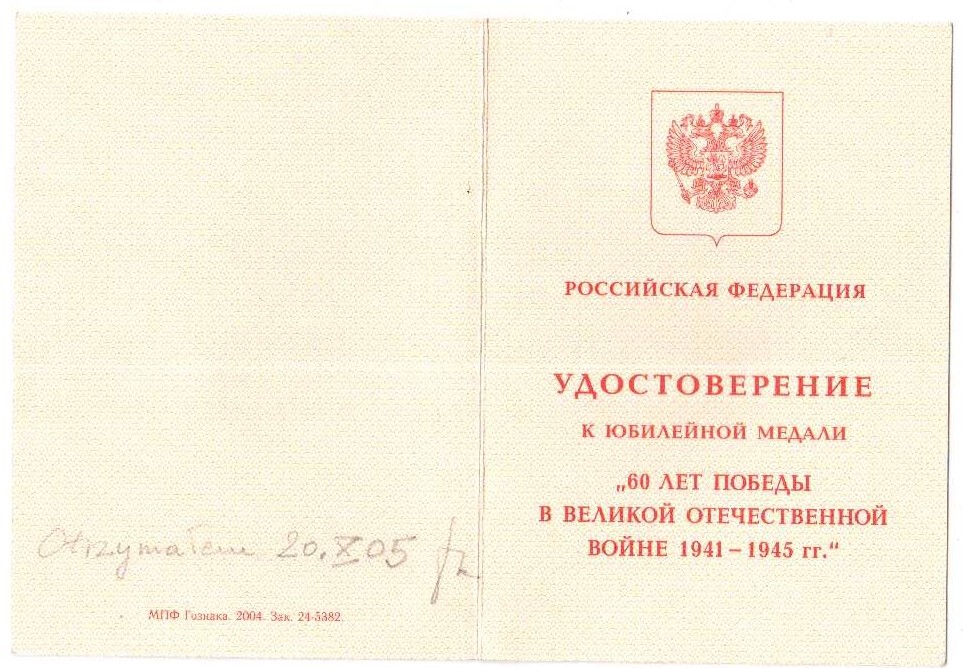 Otrzymałem 20.X.05
МПФ Гознака. 2004. Зак. 24-5382.
РОССИЙСКАЯ ФЕДЕРАЦИЯ
УДОСТОВЕРЕНИЕ
К ЮБИЛЕЙНОЙ МЕДАЛИ
„60 ЛЕТ ПОБЕДЫ
В ВЕЛИКОЙ ОТЕЧЕСТВЕННОЙ
ВОЙНЕ 1941 – 1945 гг.“